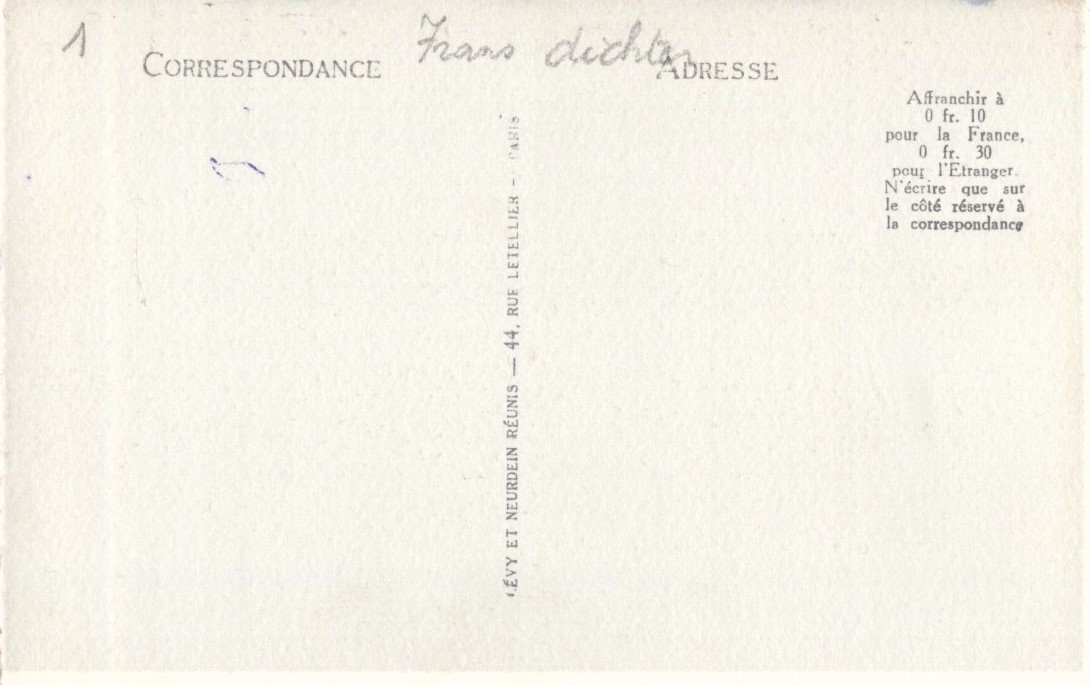 1
Frans dichter
CORRESPONDANCE
ADRESSE
Affranchir à
0 fr. 10
pour la France,
0 fr. 30
pour l'Etranger.
N'écrire que sur
le côté réservé à
la correspondance
LÉVY ET NEURDEIN RÉUNIS — 44, RUE LETELLIER - PARIS